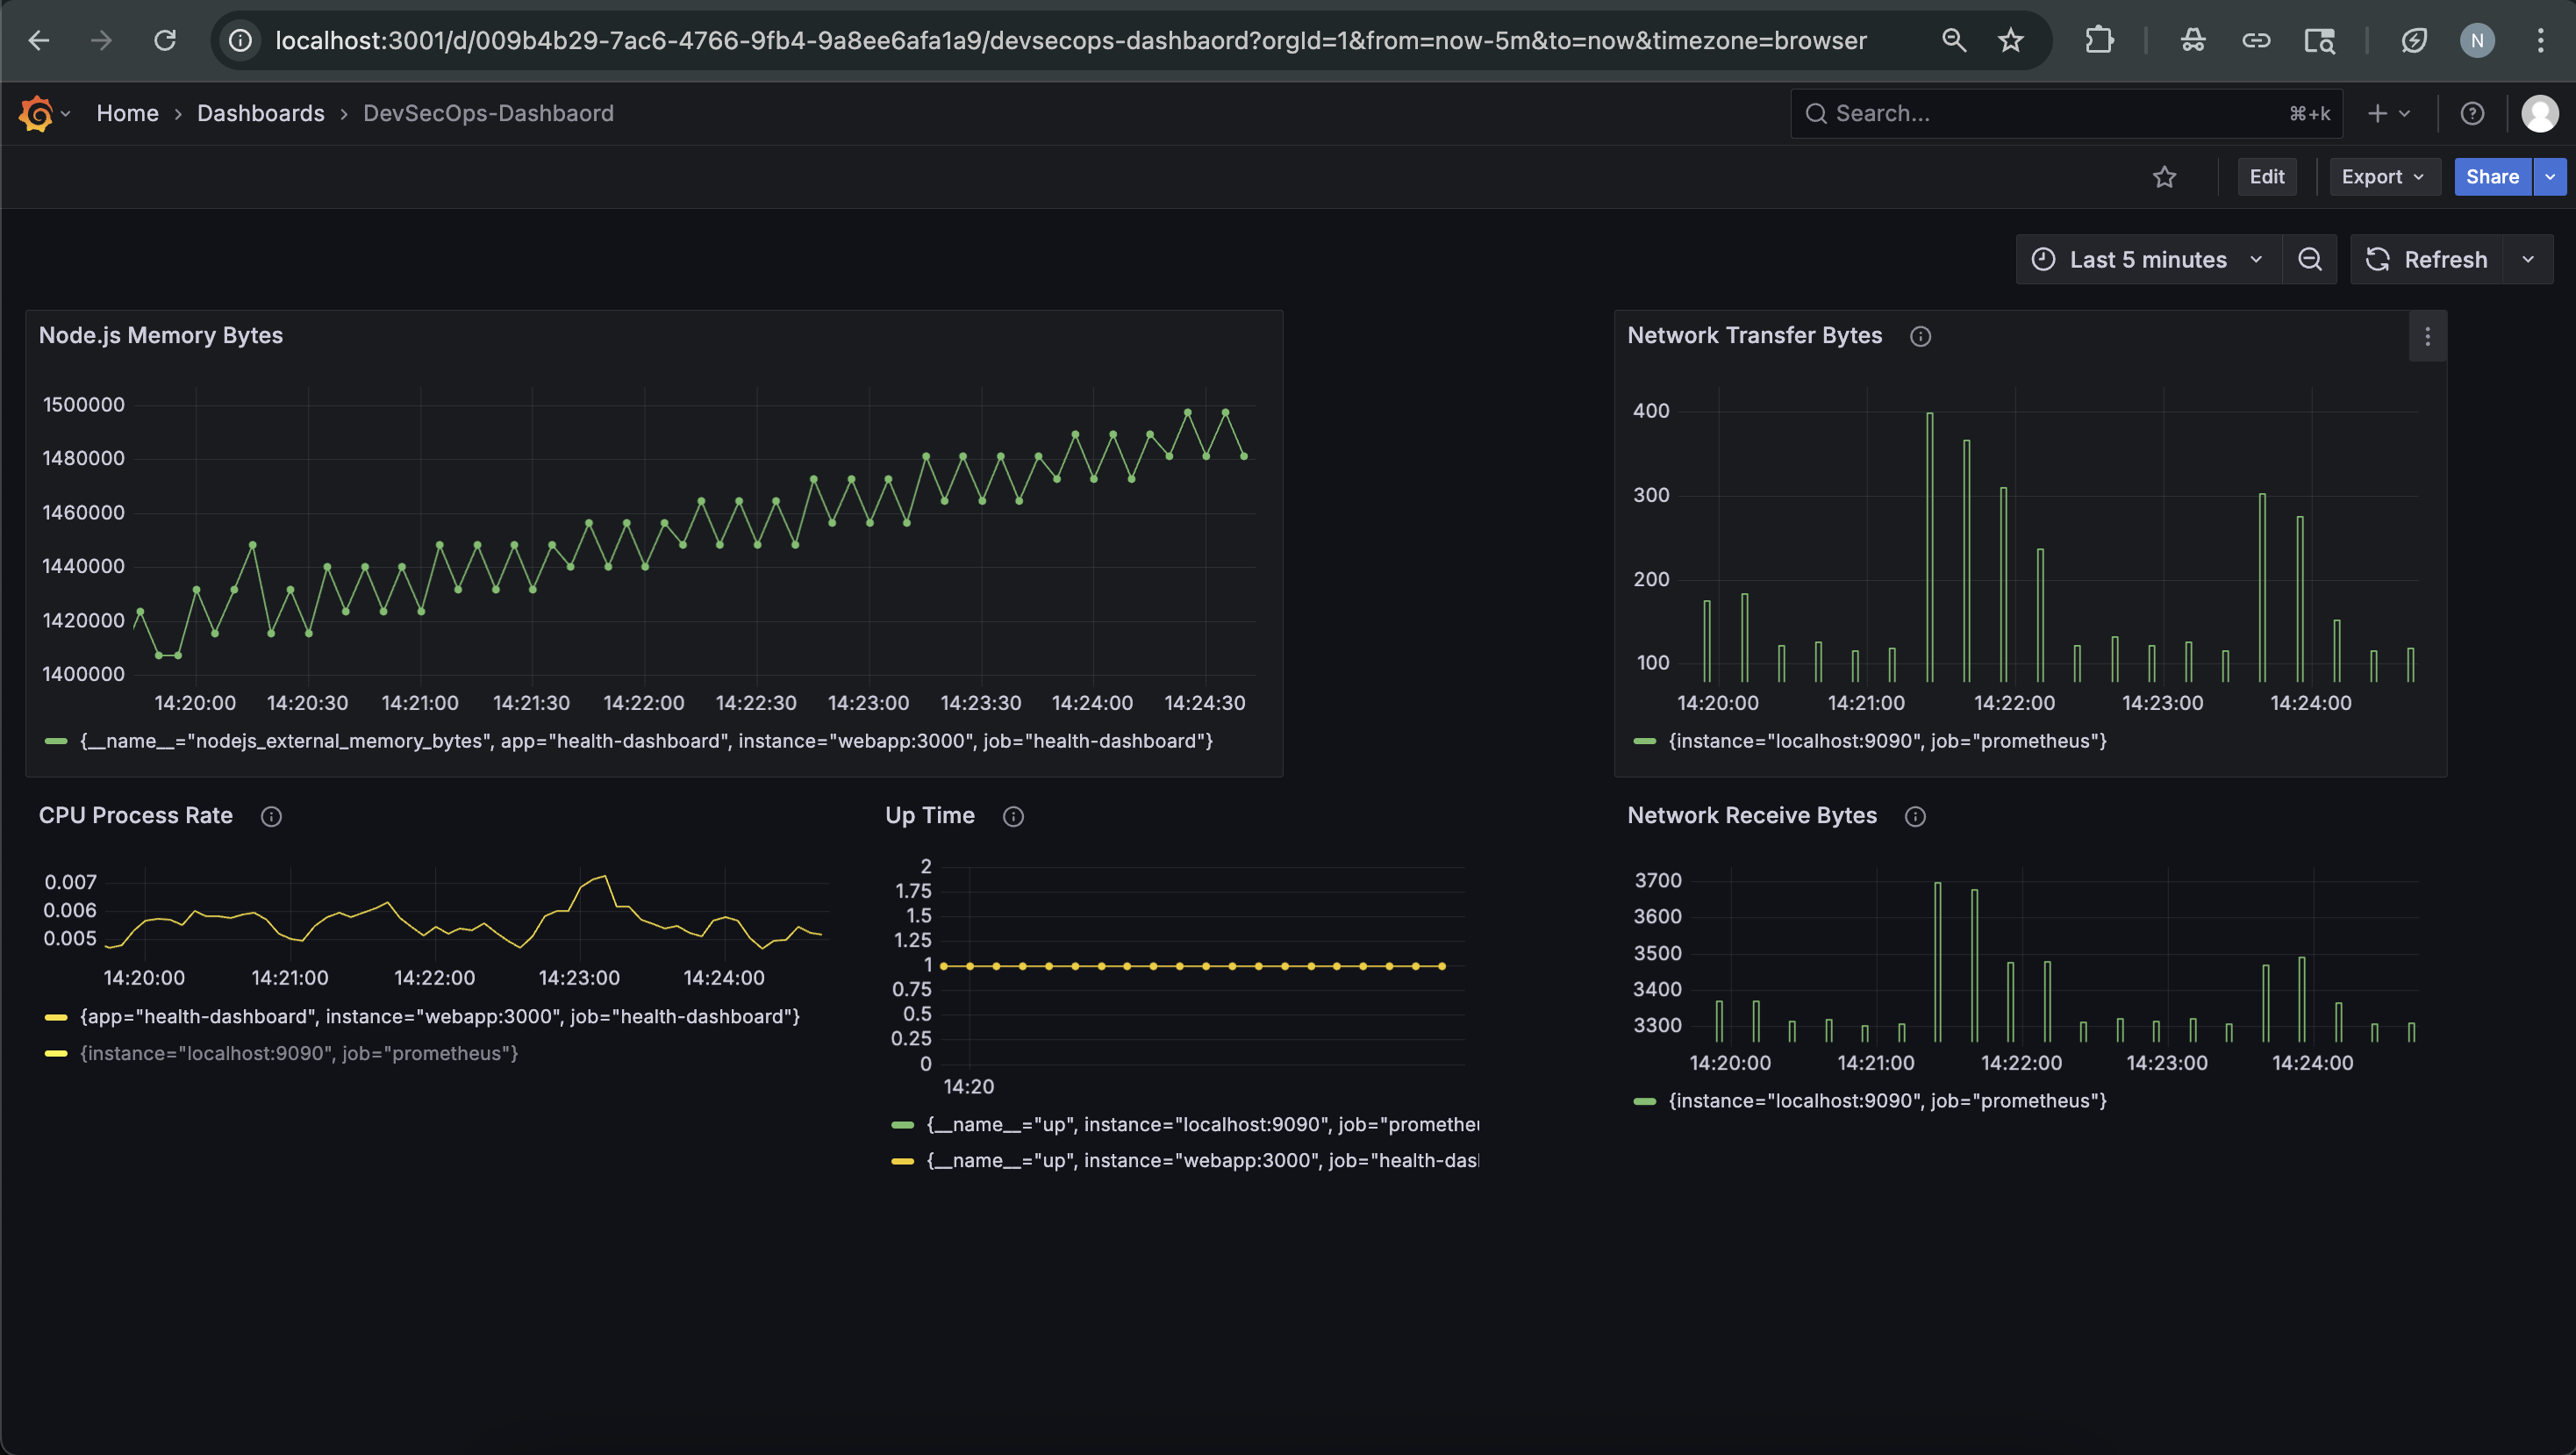 localhost:3001/d/009b4b29-7ac6-4766-9fb4-9a8ee6afa1a9/devsecops-dashbaord?orgId=1&from=now-5m&to=now&timezone=browser
N
Home › Dashboards › DevSecOps-Dashbaord
Search... ⌘+k
Edit Export Share
Last 5 minutes Refresh
Node.js Memory Bytes
1500000
1480000
1460000
1440000
1420000
1400000
14:20:00 14:20:30 14:21:00 14:21:30 14:22:00 14:22:30 14:23:00 14:23:30 14:24:00 14:24:30
{__name__="nodejs_external_memory_bytes", app="health-dashboard", instance="webapp:3000", job="health-dashboard"}
Network Transfer Bytes
400
300
200
100
14:20:00 14:21:00 14:22:00 14:23:00 14:24:00
{instance="localhost:9090", job="prometheus"}
CPU Process Rate
0.007
0.006
0.005
14:20:00 14:21:00 14:22:00 14:23:00 14:24:00
{app="health-dashboard", instance="webapp:3000", job="health-dashboard"}
{instance="localhost:9090", job="prometheus"}
Up Time
2
1.75
1.5
1.25
1
0.75
0.5
0.25
0
14:20
{__name__="up", instance="localhost:9090", job="promethe
{__name__="up", instance="webapp:3000", job="health-das
Network Receive Bytes
3700
3600
3500
3400
3300
14:20:00 14:21:00 14:22:00 14:23:00 14:24:00
{instance="localhost:9090", job="prometheus"}